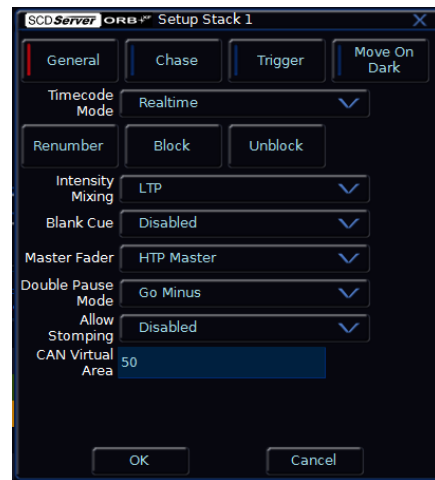 SCDServer ORB+XF Setup Stack 1 X
General Chase Trigger Move On Dark
Timecode Mode Realtime
Renumber Block Unblock
Intensity Mixing LTP
Blank Cue Disabled
Master Fader HTP Master
Double Pause Mode Go Minus
Allow Stomping Disabled
CAN Virtual Area 50
OK Cancel